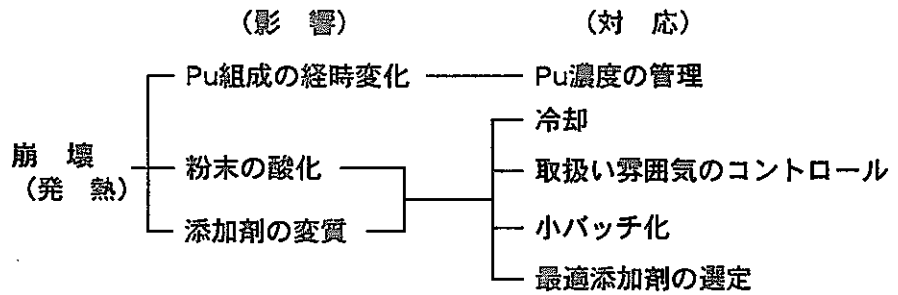 (影 響) (対 応)
Pu組成の経時変化 Pu濃度の管理
冷却
崩 壊
(発 熱)
粉末の酸化 取扱い雰囲気のコントロール
添加剤の変質 小バッチ化
最適添加剤の選定